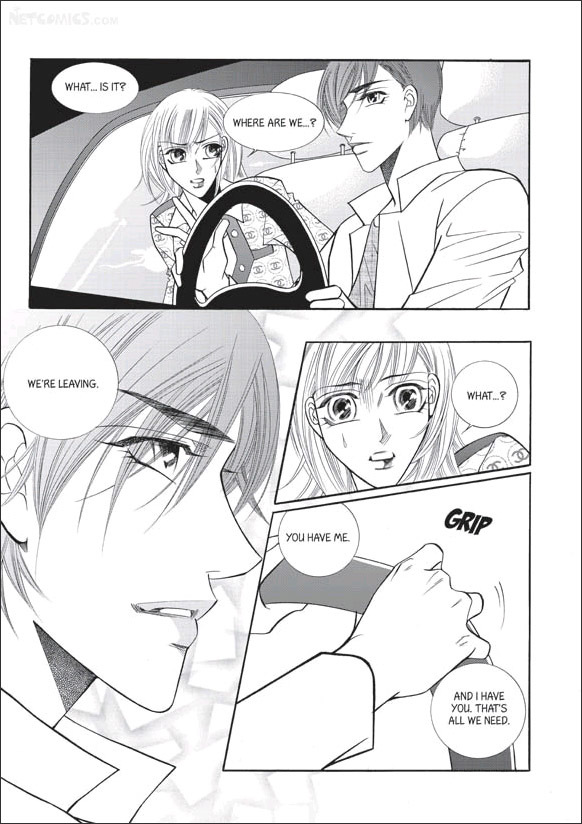 NETCOMICS.COM
WHAT... IS IT?
WHERE ARE WE...?
WE'RE LEAVING.
WHAT...?
YOU HAVE ME.
GRIP
AND I HAVE
YOU. THAT'S
ALL WE NEED.